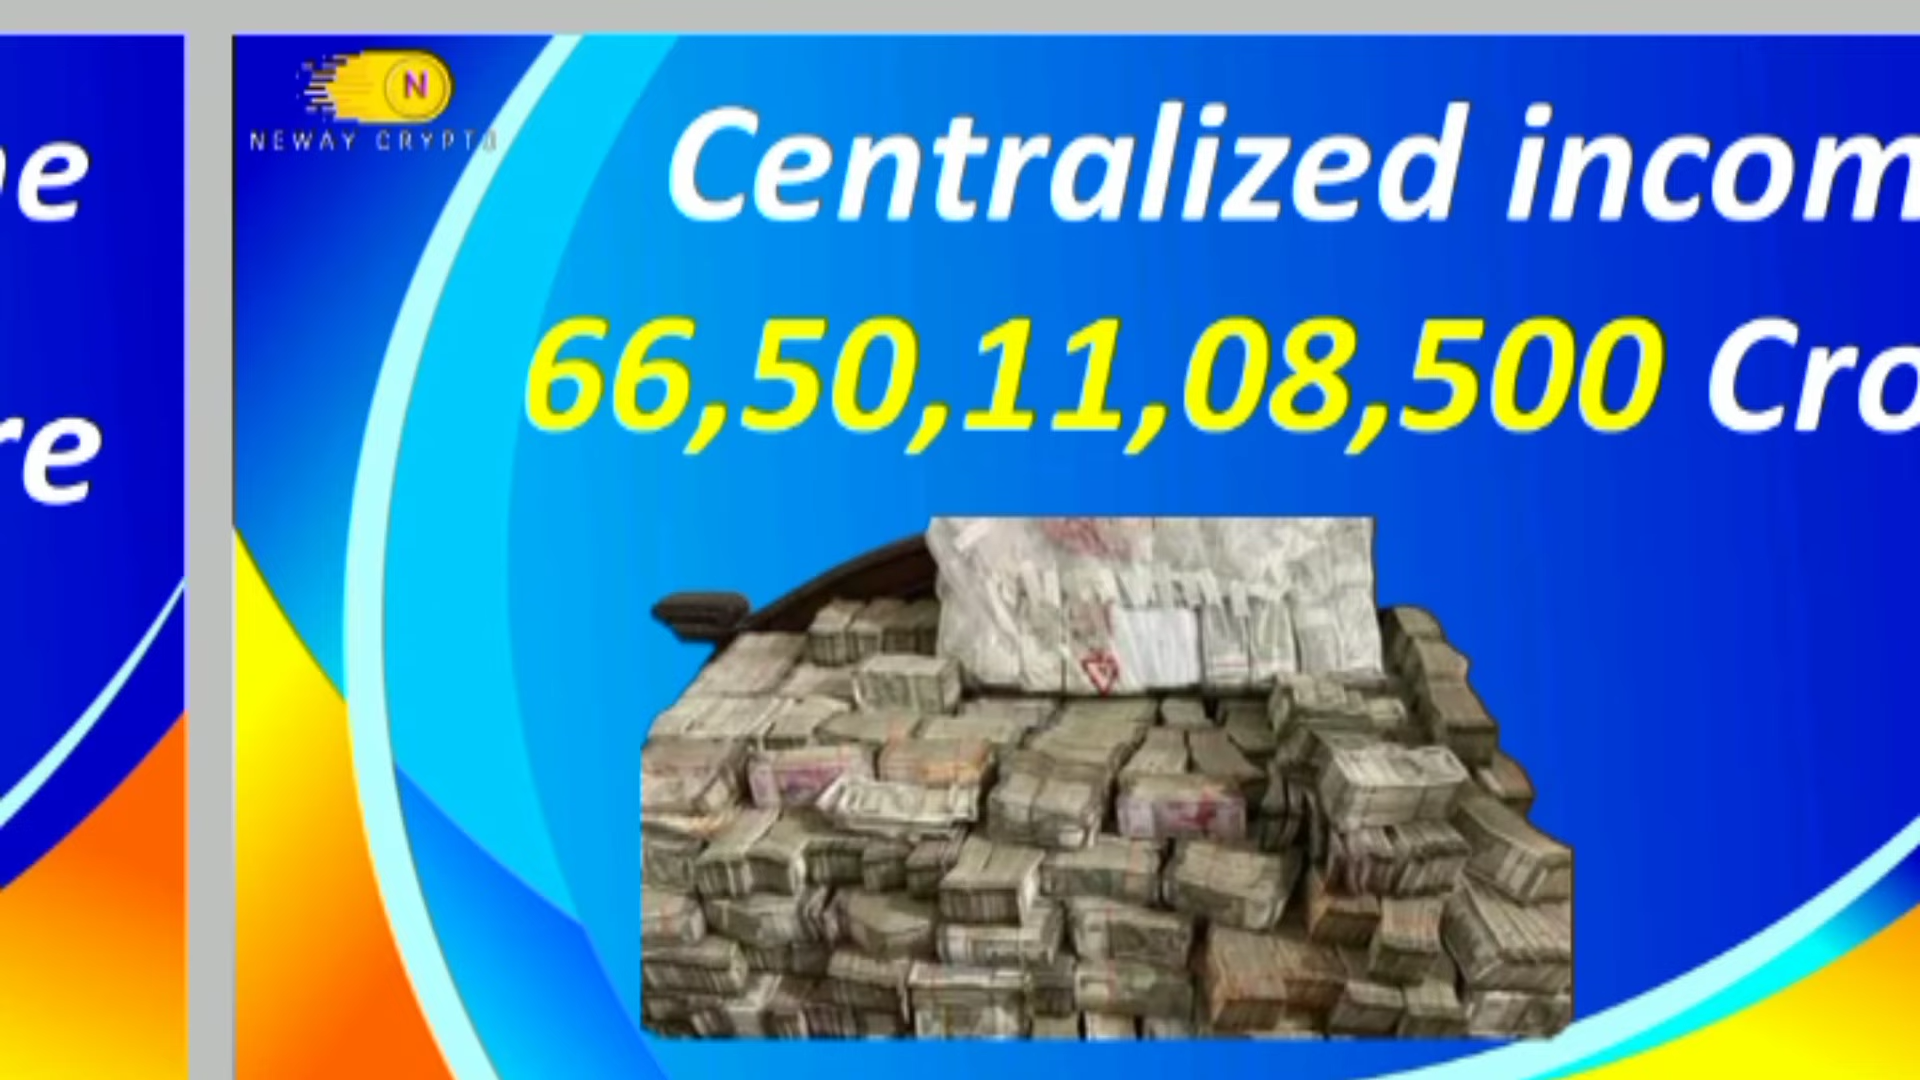 ne
re
N
NEWAY CRYPTO
Centralized incom
66,50,11,08,500 Cro